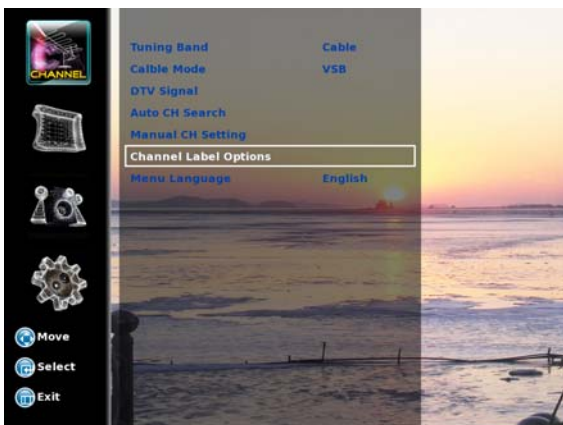 CHANNEL
Tuning Band Cable
Calble Mode VSB
DTV Signal
Auto CH Search
Manual CH Setting
Channel Label Options
Menu Language English
Move
Select
Exit